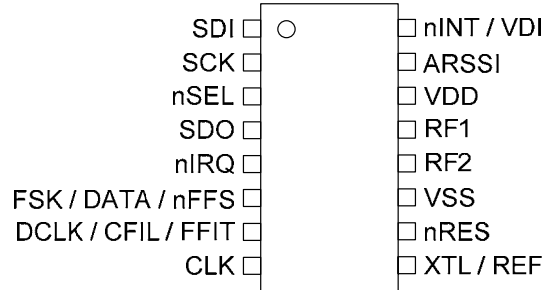 SDI nINT / VDI
SCK ARSSI
nSEL VDD
SDO RF1
nIRQ RF2
FSK / DATA / nFFS VSS
DCLK / CFIL / FFIT nRES
CLK XTL / REF